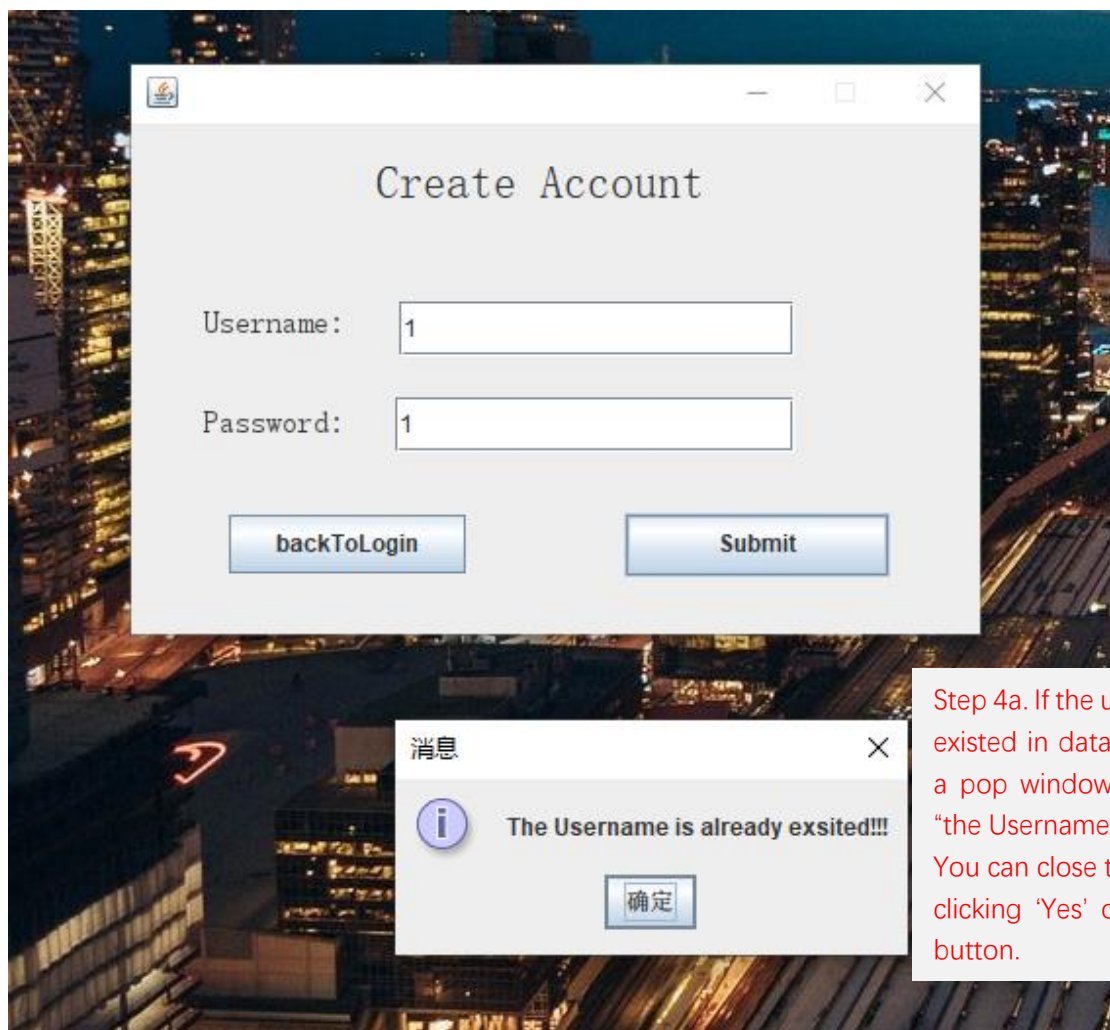 Create Account
Username:
1
Password:
1
backToLogin
Submit
消息
The Username is already exsited!!!
确定
Step 4a. If the
existed in data
a pop window
“the Username
You can close
clicking ‘Yes’
button.